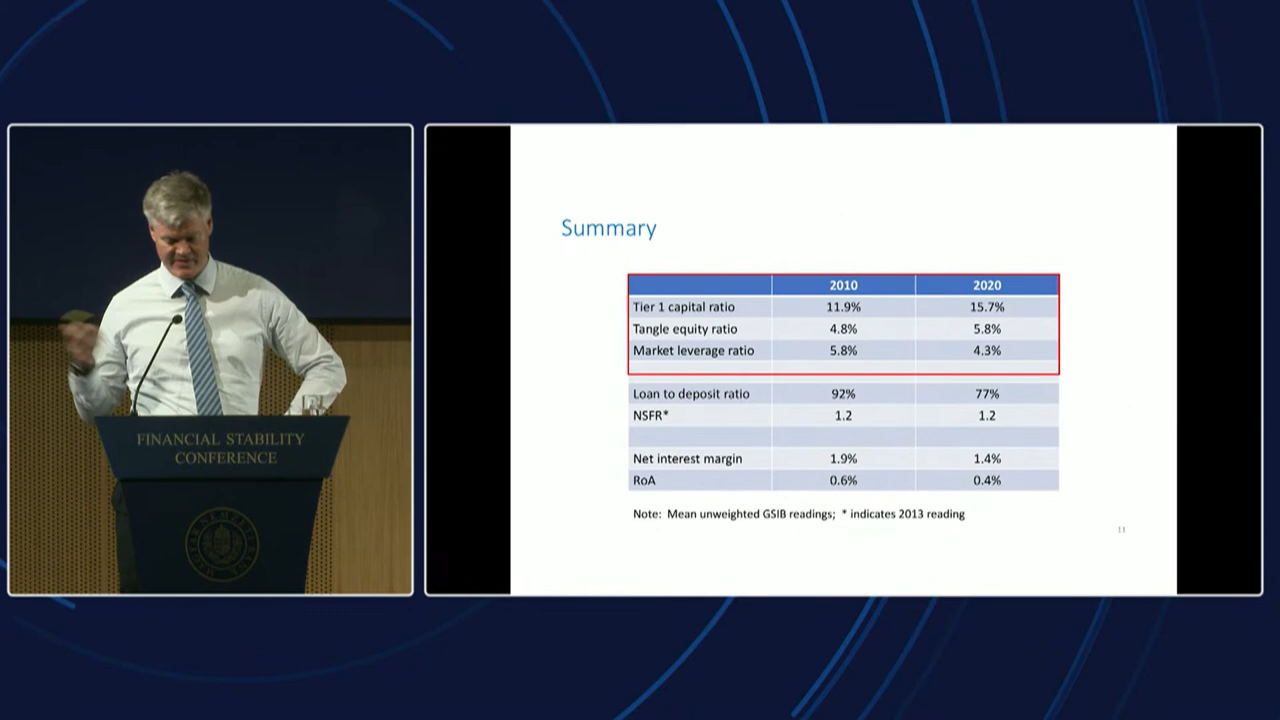 FINANCIAL STABILITY
CONFERENCE
MAGYAR NEMZETI BANK
Summary
2010 2020
Tier 1 capital ratio 11.9% 15.7%
Tangle equity ratio 4.8% 5.8%
Market leverage ratio 5.8% 4.3%
Loan to deposit ratio 92% 77%
NSFR* 1.2 1.2
Net interest margin 1.9% 1.4%
RoA 0.6% 0.4%
Note: Mean unweighted GSIB readings; * indicates 2013 reading
11